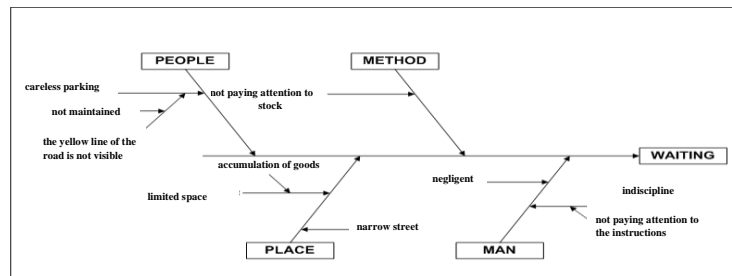 PEOPLE
METHOD
careless parking
not paying attention to
stock
not maintained
the yellow line of the
road is not visible
WAITING
accumulation of goods
negligent
indiscipline
limited space
not paying attention to
the instructions
narrow street
PLACE
MAN